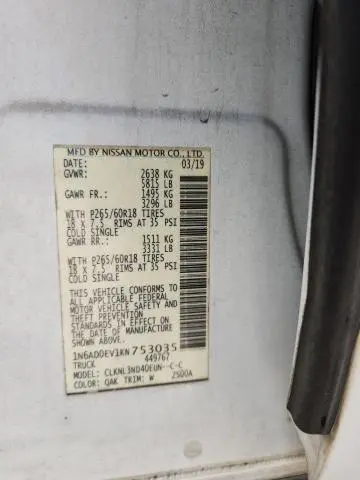 MFD BY NISSAN MOTOR CO., LTD.
DATE: 03/19
GVWR: 2638 KG
5815 LB
GAWR FR.: 1495 KG
3296 LB
WITH P265/60R18 TIRES
18 X 7.5 RIMS AT 35 PSI
COLD SINGLE
GAWR RR.: 1511 KG
3331 LB
WITH P265/60R18 TIRES
18 X 7.5 RIMS AT 35 PSI
COLD SINGLE
THIS VEHICLE CONFORMS TO
ALL APPLICABLE FEDERAL
MOTOR VEHICLE SAFETY AND
THEFT PREVENTION
STANDARDS IN EFFECT ON
THE DATE OF MANUFACTURE
SHOWN ABOVE.
1N6AD0EV1KN753035
TRUCK 449767
MODEL: CLKNL3ND40EUN--C-C
COLOR: QAK TRIM: W 2500A